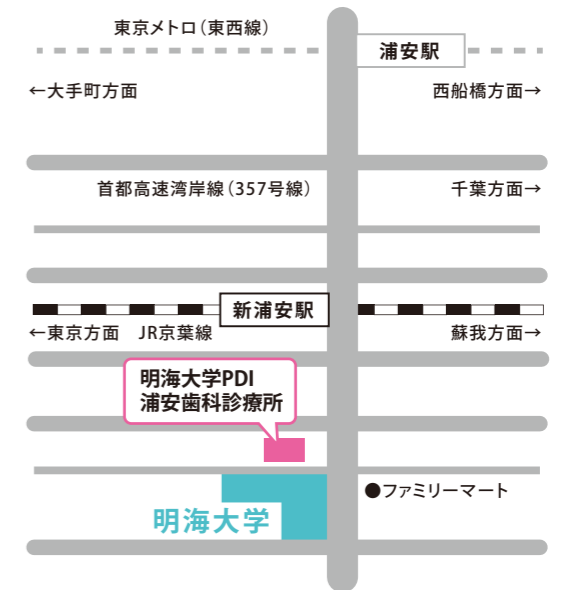 東京メトロ（東西線）
浦安駅
←大手町方面
西船橋方面→
首都高速湾岸線（357号線）
千葉方面→
新浦安駅
←東京方面 JR京葉線
蘇我方面→
明海大学PDI
浦安歯科診療所
●ファミリーマート
明海大学